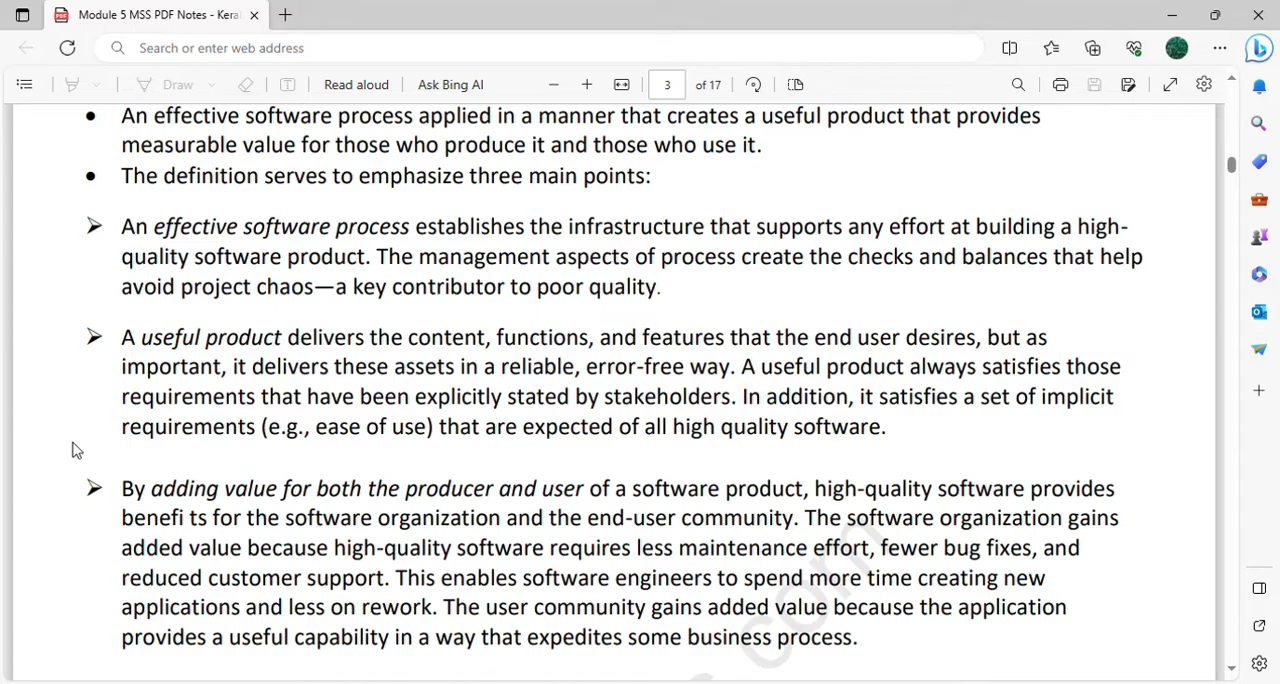 Module 5 MSS PDF Notes - Kera
Search or enter web address
Draw
Read aloud
Ask Bing AI
3
of 17
• An effective software process applied in a manner that creates a useful product that provides
measurable value for those who produce it and those who use it.
• The definition serves to emphasize three main points:
➢ An effective software process establishes the infrastructure that supports any effort at building a high-
quality software product. The management aspects of process create the checks and balances that help
avoid project chaos—a key contributor to poor quality.
➢ A useful product delivers the content, functions, and features that the end user desires, but as
important, it delivers these assets in a reliable, error-free way. A useful product always satisfies those
requirements that have been explicitly stated by stakeholders. In addition, it satisfies a set of implicit
requirements (e.g., ease of use) that are expected of all high quality software.
➢ By adding value for both the producer and user of a software product, high-quality software provides
benefi ts for the software organization and the end-user community. The software organization gains
added value because high-quality software requires less maintenance effort, fewer bug fixes, and
reduced customer support. This enables software engineers to spend more time creating new
applications and less on rework. The user community gains added value because the application
provides a useful capability in a way that expedites some business process.